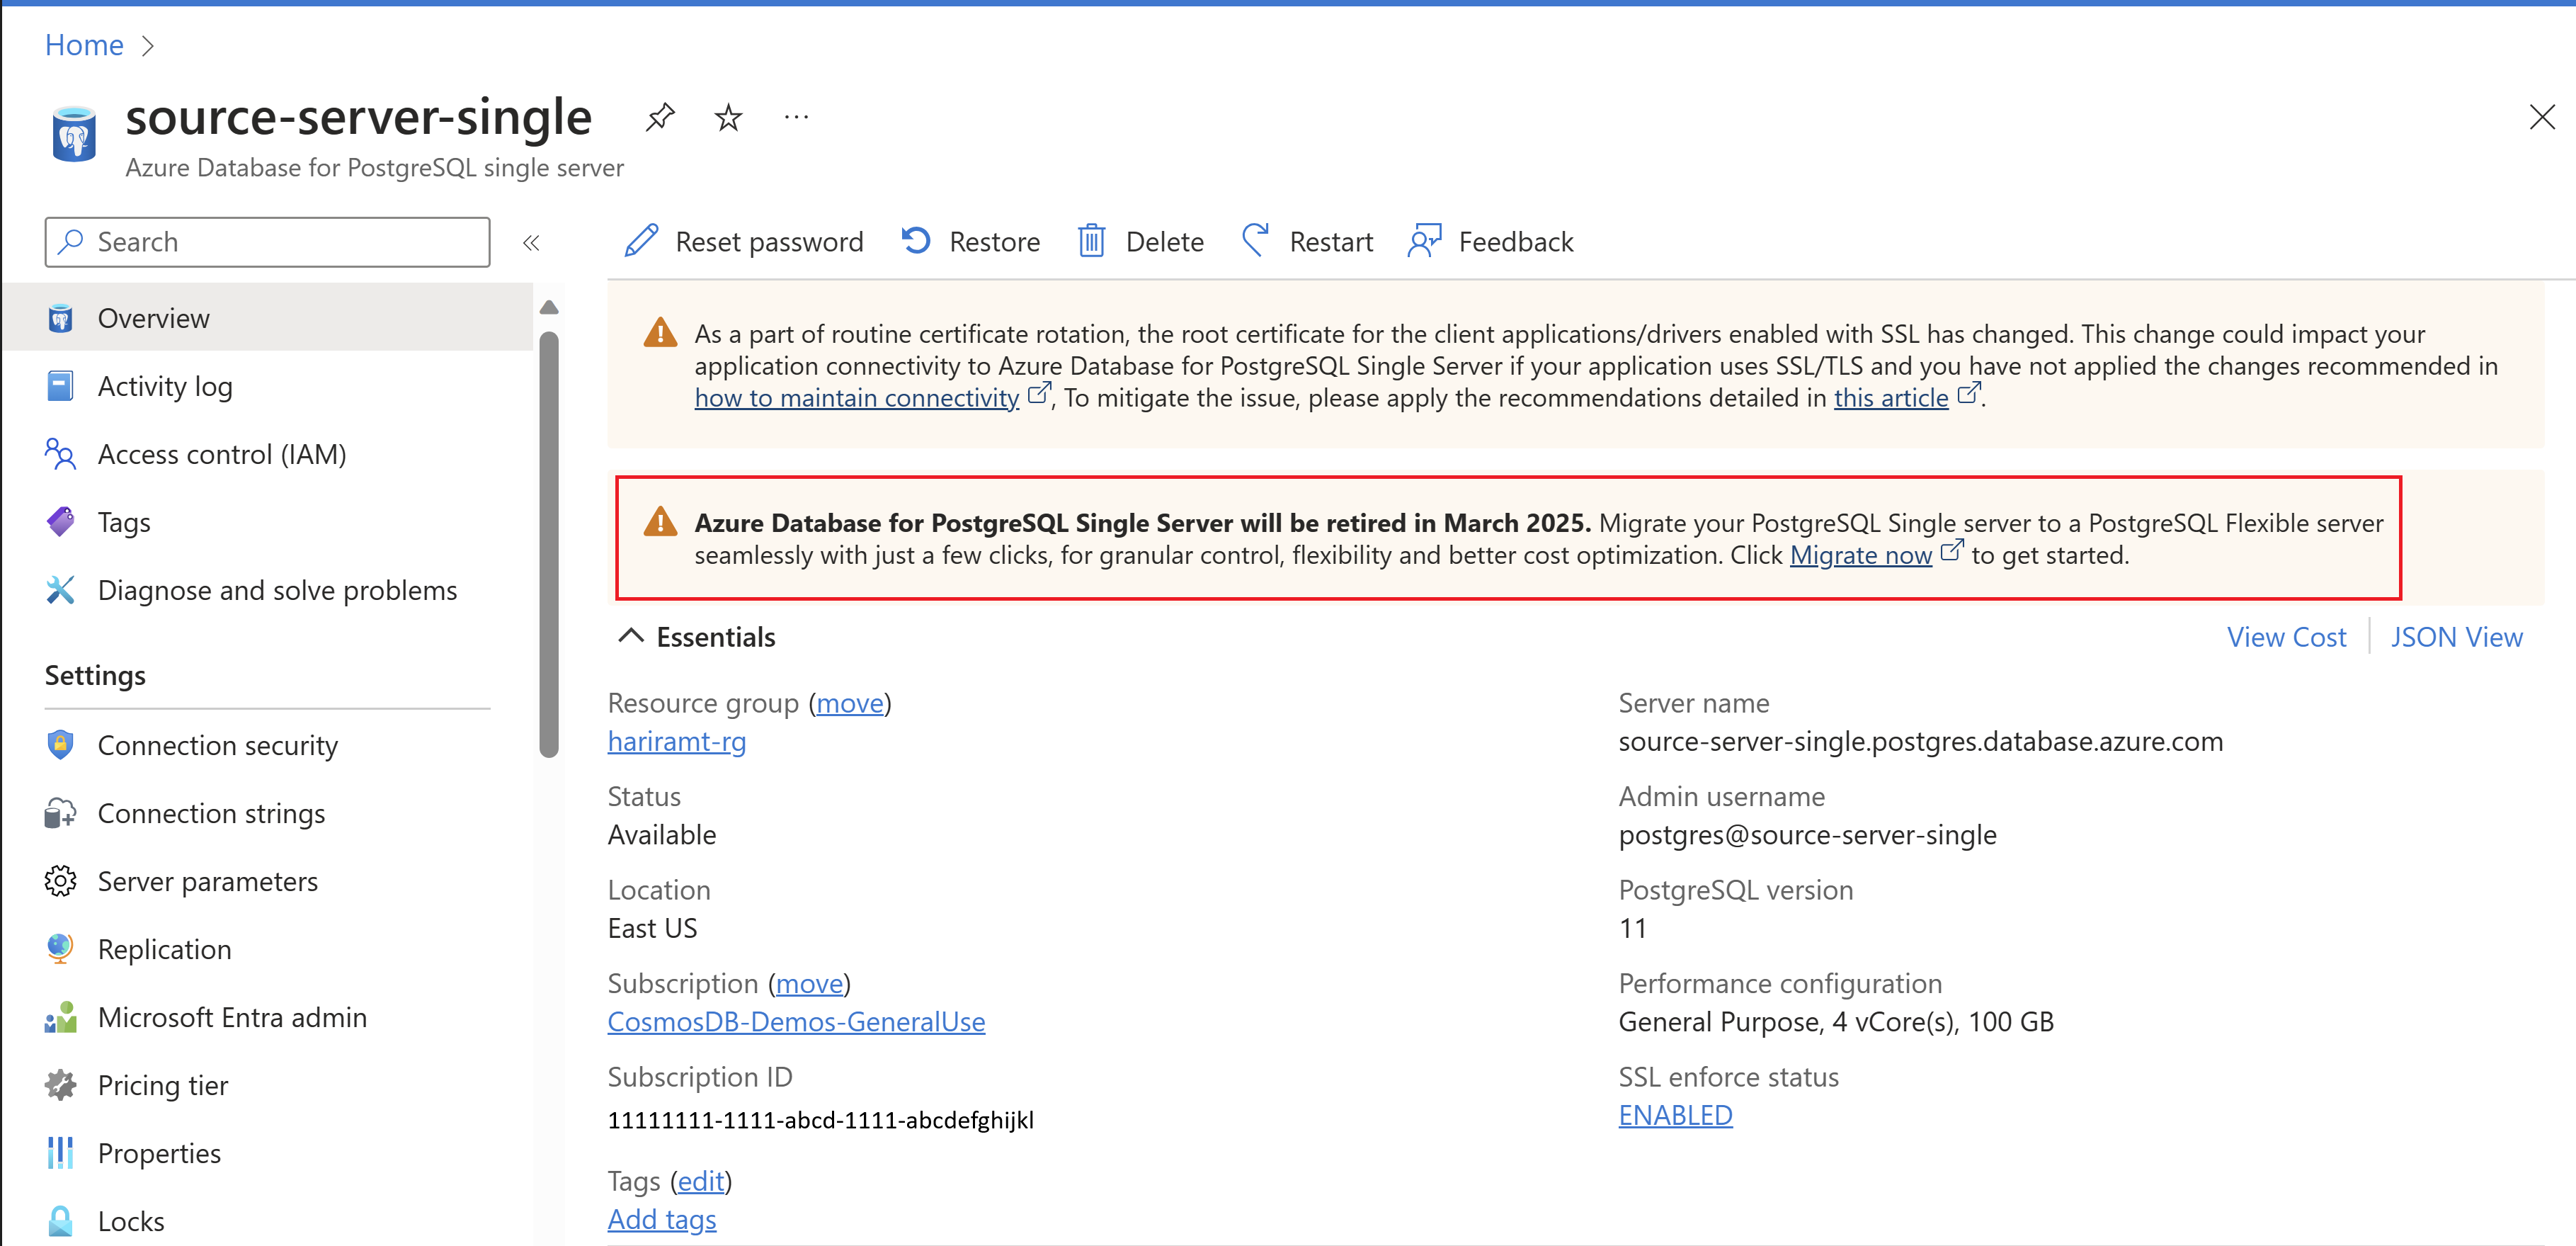 Home
source-server-single
Azure Database for PostgreSQL single server
Search
Reset password
Restore
Delete
Restart
Feedback
Overview
Activity log
Access control (IAM)
Tags
Diagnose and solve problems
Settings
Connection security
Connection strings
Server parameters
Replication
Microsoft Entra admin
Pricing tier
Properties
Locks
As a part of routine certificate rotation, the root certificate for the client applications/drivers enabled with SSL has changed. This change could impact your
application connectivity to Azure Database for PostgreSQL Single Server if your application uses SSL/TLS and you have not applied the changes recommended in
how to maintain connectivity, To mitigate the issue, please apply the recommendations detailed in this article.
Azure Database for PostgreSQL Single Server will be retired in March 2025. Migrate your PostgreSQL Single server to a PostgreSQL Flexible server
seamlessly with just a few clicks, for granular control, flexibility and better cost optimization. Click Migrate now to get started.
Essentials
View Cost
JSON View
Resource group (move)
hariramt-rg
Status
Available
Location
East US
Subscription (move)
CosmosDB-Demos-GeneralUse
Subscription ID
11111111-1111-abcd-1111-abcdefghijkl
Tags (edit)
Add tags
Server name
source-server-single.postgres.database.azure.com
Admin username
postgres@source-server-single
PostgreSQL version
11
Performance configuration
General Purpose, 4 vCore(s), 100 GB
SSL enforce status
ENABLED